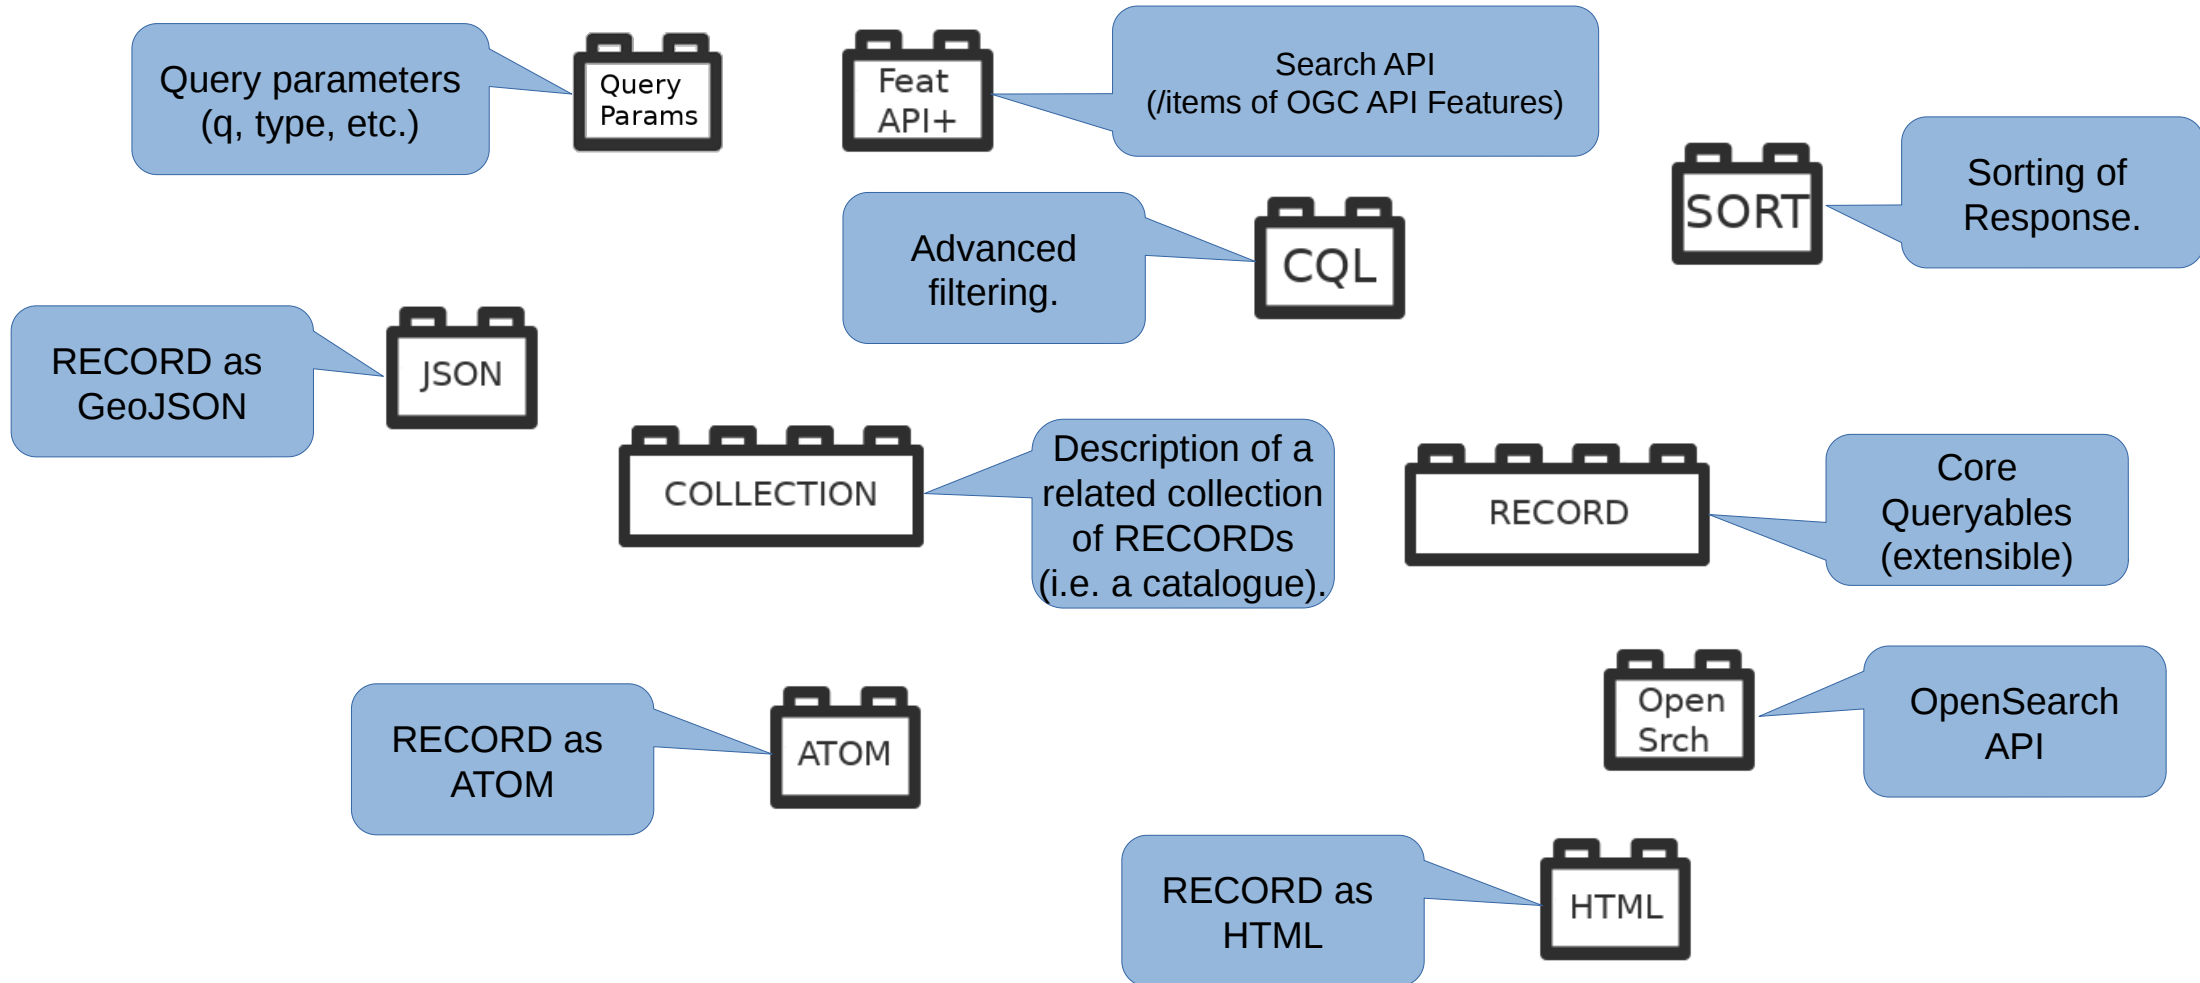 Query parameters
(q, type, etc.)
Query
Params
Feat
API+
Search API
(/items of OGC API Features)
SORT
Sorting of
Response.
Advanced
filtering.
CQL
RECORD as
GeoJSON
JSON
COLLECTION
Description of a
related collection
of RECORDs
(i.e. a catalogue).
RECORD
Core
Queryables
(extensible)
RECORD as
ATOM
ATOM
Open
Srch
OpenSearch
API
RECORD as
HTML
HTML